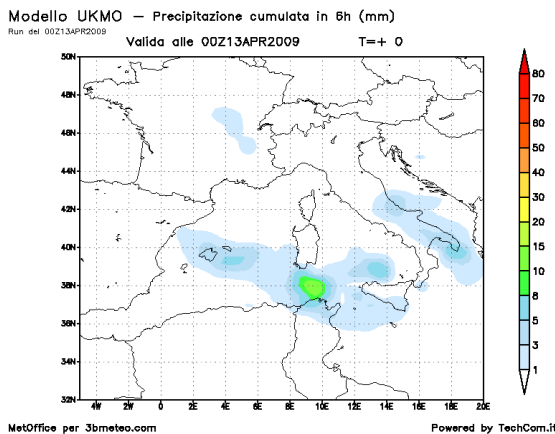 Modello UKMO — Precipitazione cumulata in 6h (mm)
Run del 00Z13APR2009
Valida alle 00Z13APR2009 T=+ 0
50N
48N
46N
44N
42N
40N
38N
36N
34N
32N
4W 2W 0 2E 4E 6E 8E 10E 12E 14E 16E 18E 20E
80
70
60
50
40
30
20
15
10
8
5
3
1
MetOffice per 3bmeteo.com Powered by TechCom.it